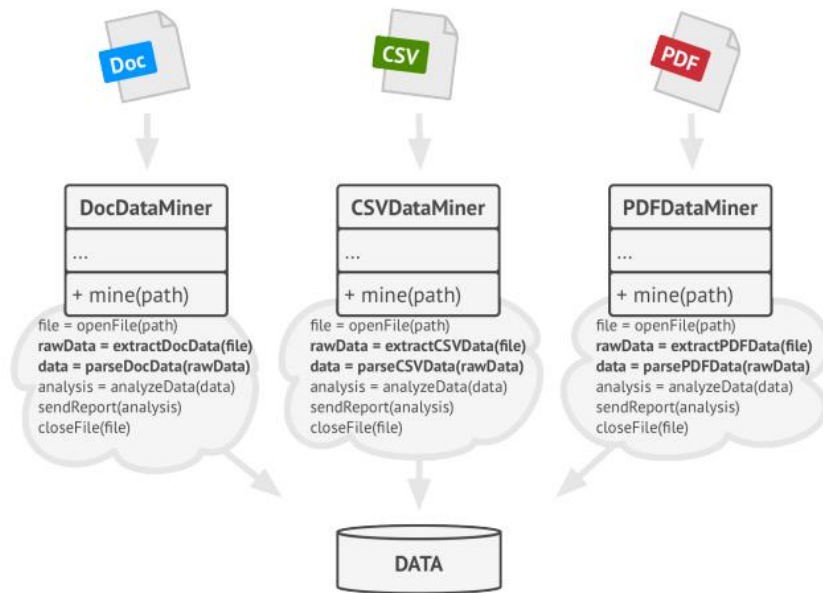 Doc
CSV
PDF
DocDataMiner
...
+ mine(path)
file = openFile(path)
rawData = extractDocData(file)
data = parseDocData(rawData)
analysis = analyzeData(data)
sendReport(analysis)
closeFile(file)
CSVDataMiner
...
+ mine(path)
file = openFile(path)
rawData = extractCSVData(file)
data = parseCSVData(rawData)
analysis = analyzeData(data)
sendReport(analysis)
closeFile(file)
PDFDataMiner
...
+ mine(path)
file = openFile(path)
rawData = extractPDFData(file)
data = parsePDFData(rawData)
analysis = analyzeData(data)
sendReport(analysis)
closeFile(file)
DATA